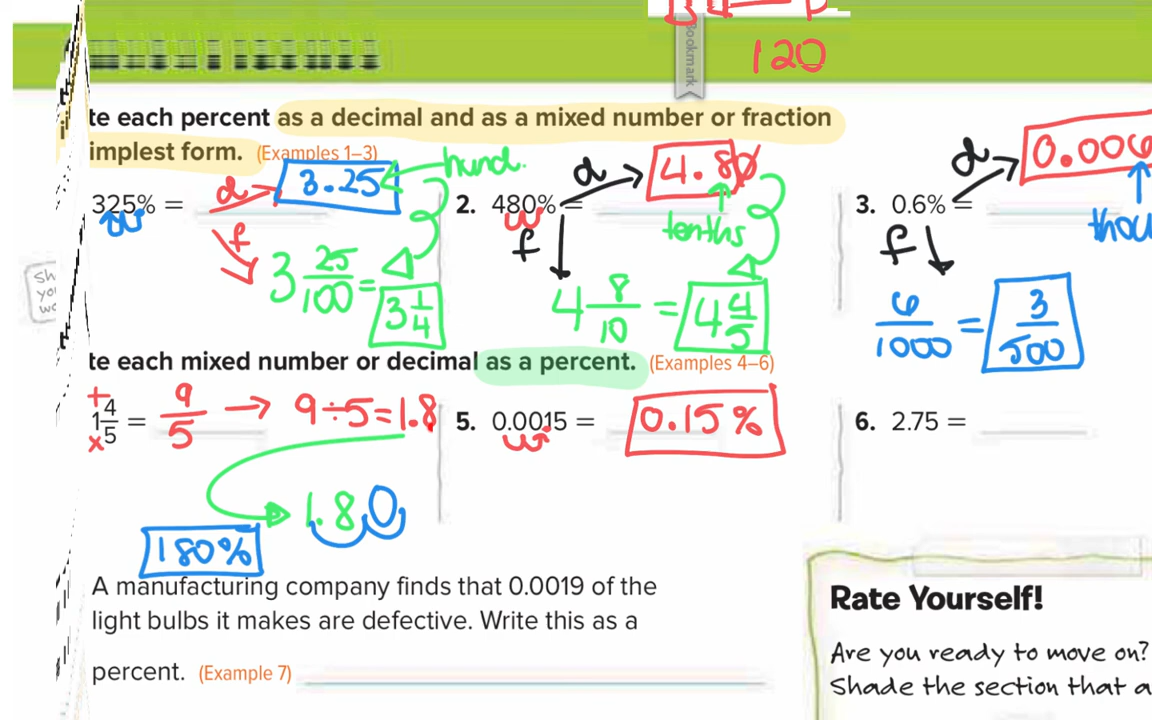 120
Bookmark
te each percent as a decimal and as a mixed number or fraction
implest form. (Examples 1–3)
325% =
d
3.25
hund.
f
3 25/100 = 3 1/4
2. 480% =
d
4.80
tenths
f
4 8/10 = 4 4/5
3. 0.6% =
d
0.006
thou
f
6/1000 = 3/500
Sh
yo
wo
te each mixed number or decimal as a percent. (Examples 4–6)
+
x
1 4/5 = 9/5 → 9÷5=1.8
1.80
180%
5. 0.0015 =
0.15%
6. 2.75 =
A manufacturing company finds that 0.0019 of the
light bulbs it makes are defective. Write this as a
percent. (Example 7)
Rate Yourself!
Are you ready to move on?
Shade the section that a